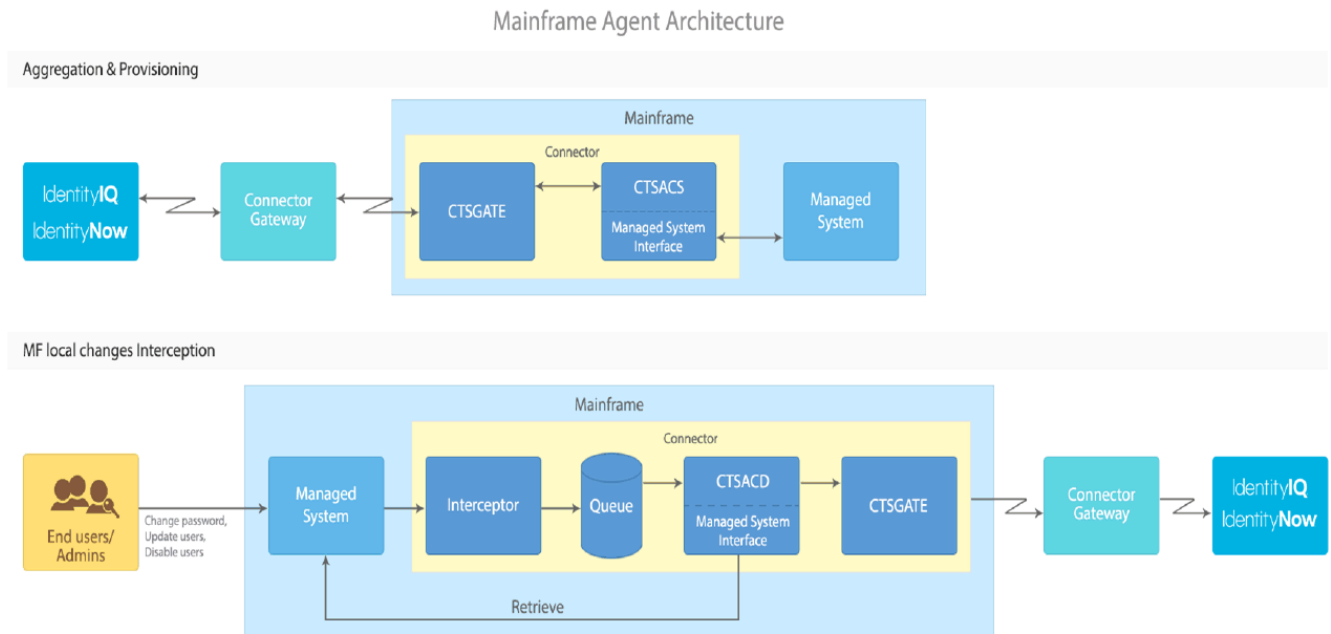 Mainframe Agent Architecture
Aggregation & Provisioning
Mainframe
Connector
IdentityIQ
IdentityNow
Connector
Gateway
CTSGATE
CTSACS
Managed System
Interface
Managed
System
MF local changes Interception
Mainframe
Connector
End users/
Admins
Change password,
Update users,
Disable users
Managed
System
Interceptor
Queue
CTSACD
Managed System
Interface
CTSGATE
Connector
Gateway
IdentityIQ
IdentityNow
Retrieve